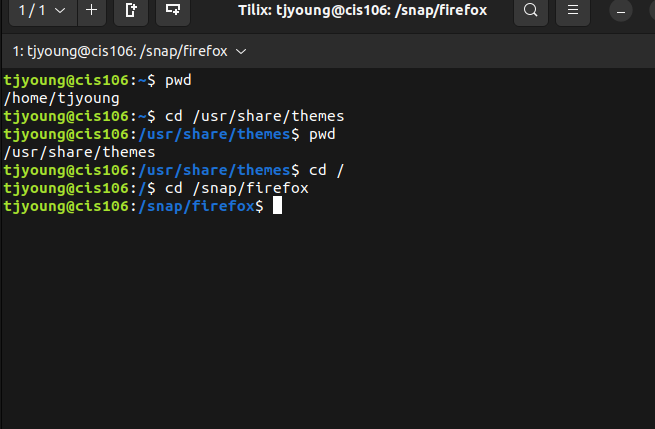 1 / 1
Tilix: tjyoung@cis106: /snap/firefox
1: tjyoung@cis106: /snap/firefox
tjyoung@cis106:~$ pwd
/home/tjyoung
tjyoung@cis106:~$ cd /usr/share/themes
tjyoung@cis106:/usr/share/themes$ pwd
/usr/share/themes
tjyoung@cis106:/usr/share/themes$ cd /
tjyoung@cis106:/$ cd /snap/firefox
tjyoung@cis106:/snap/firefox$